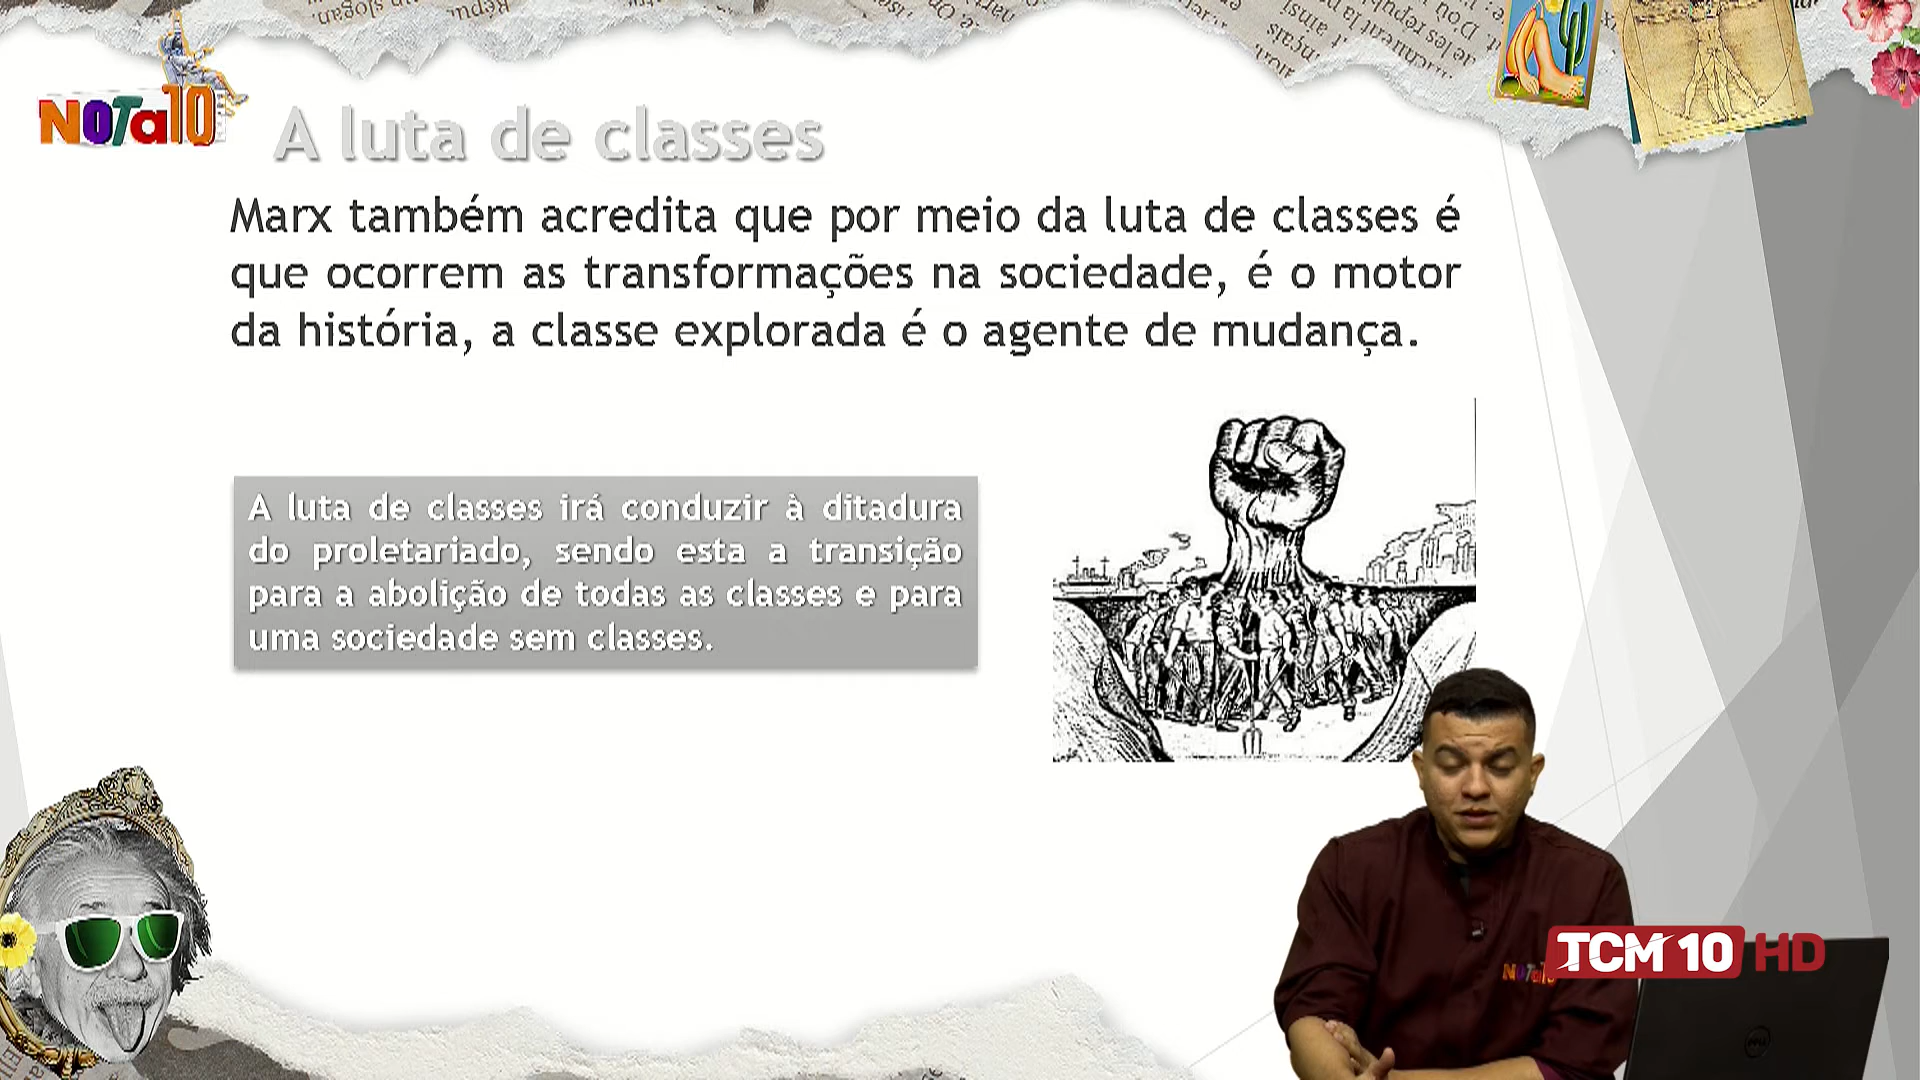 NOTa10
A luta de classes
Marx também acredita que por meio da luta de classes é
que ocorrem as transformações na sociedade, é o motor
da história, a classe explorada é o agente de mudança.
A luta de classes irá conduzir à ditadura
do proletariado, sendo esta a transição
para a abolição de todas as classes e para
uma sociedade sem classes.
NOTa10
TCM 10 HD
DELL